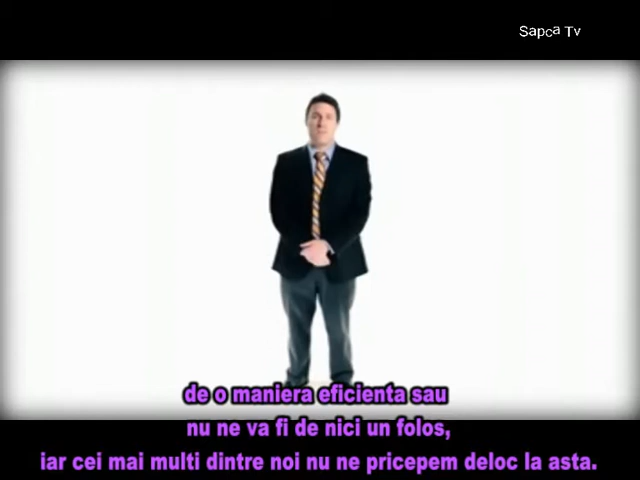 Sapca Tv
de o maniera eficienta sau
nu ne va fi de nici un folos,
iar cei mai multi dintre noi nu ne pricepem deloc la asta.